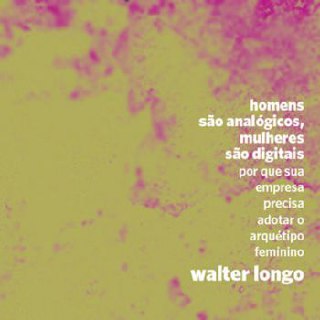 homens
são analógicos,
mulheres
são digitais
por que sua
empresa
precisa
adotar o
arquétipo
feminino
walter longo